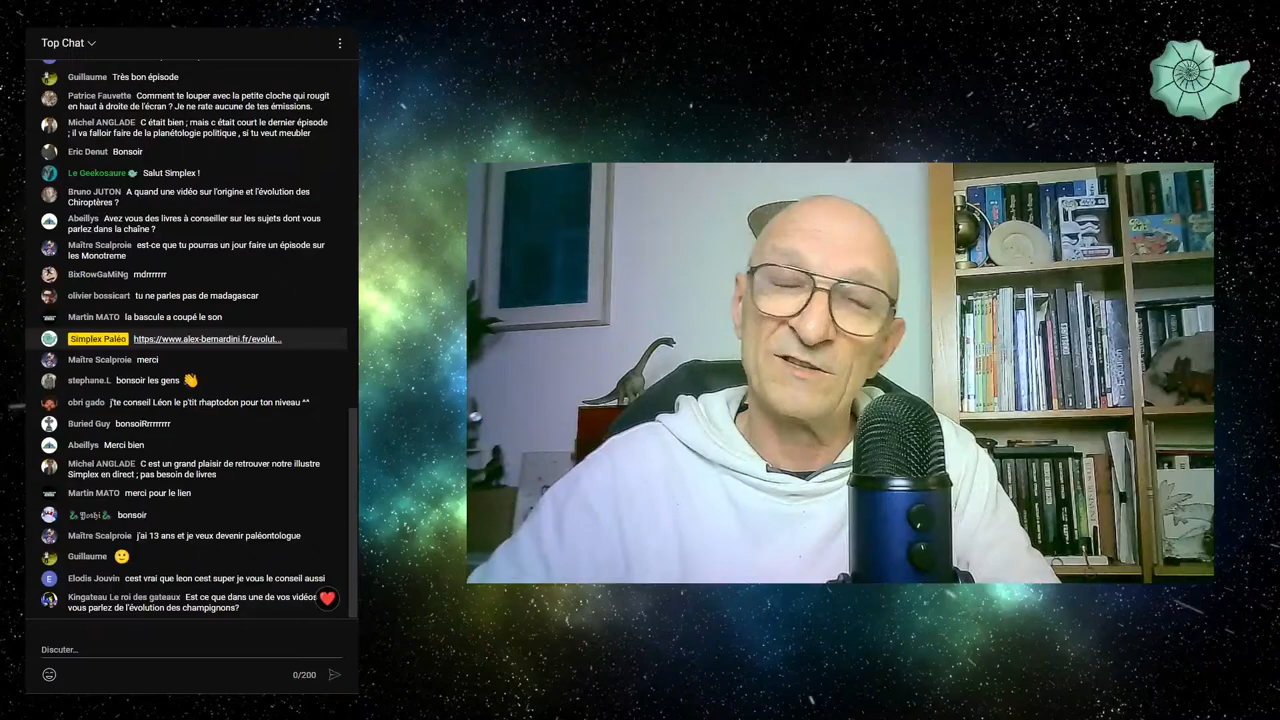 Top Chat
Guillaume Très bon épisode
Patrice Fauvette Comment te louper avec la petite cloche qui rougit
en haut à droite de l'écran ? Je ne rate aucune de tes émissions.
Michel ANGLADE C était bien ; mais c était court le dernier épisode
; il va falloir faire de la planétologie politique , si tu veut meubler
Eric Denut Bonsoir
Le Geekosaure Salut Simplex !
Bruno JUTON A quand une vidéo sur l'origine et l'évolution des
Chiroptères ?
Abeillys Avez vous des livres à conseiller sur les sujets dont vous
parlez dans la chaîne ?
Maître Scalproie est-ce que tu pourras un jour faire un épisode sur
les Monotreme
BixRowGaMiNg mdrrrrrrr
olivier bossicart tu ne parles pas de madagascar
Martin MATO la bascule a coupé le son
Simplex Paléo https://www.alex-bernardini.fr/evolut...
Maître Scalproie merci
stephane.L bonsoir les gens 👋
obri gado j'te conseil Léon le p'tit rhaptodon pour ton niveau ^^
Buried Guy bonsoiRrrrrrrr
Abeillys Merci bien
Michel ANGLADE C est un grand plaisir de retrouver notre illustre
Simplex en direct ; pas besoin de livres
Martin MATO merci pour le lien
🐉 𝖄𝖔𝖘𝖍𝖎 🐉 bonsoir
Maître Scalproie j'ai 13 ans et je veux devenir paléontologue
Guillaume 🙂
E Elodis Jouvin cest vrai que leon cest super je vous le conseil aussi
Kingateau Le roi des gateaux Est ce que dans une de vos vidéos
vous parlez de l'évolution des champignons?
Discuter...
0/200
Évolution